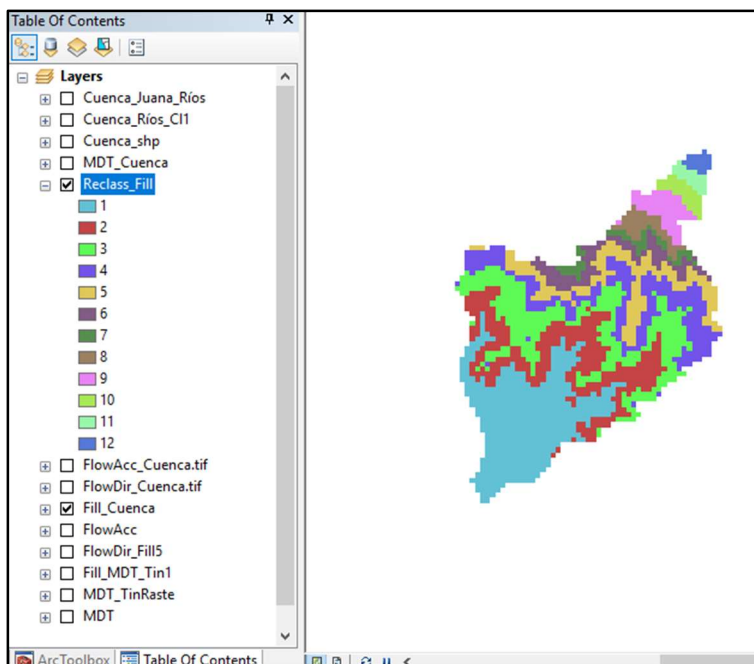 Table Of Contents
Layers
Cuenca_Juana_Ríos
Cuenca_Ríos_Cl1
Cuenca_shp
MDT_Cuenca
Reclass_Fill
1
2
3
4
5
6
7
8
9
10
11
12
FlowAcc_Cuenca.tif
FlowDir_Cuenca.tif
Fill_Cuenca
FlowAcc
FlowDir_Fill5
Fill_MDT_Tin1
MDT_TinRaste
MDT
ArcToolbox Table Of Contents